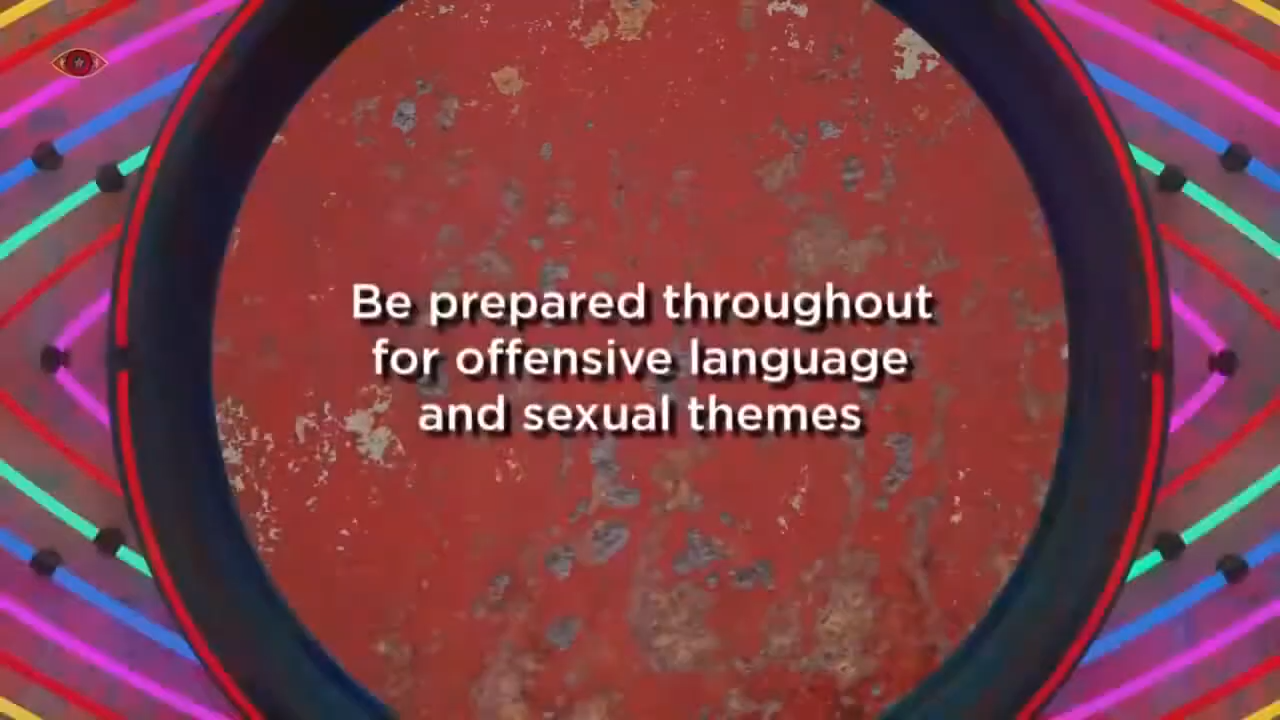 Be prepared throughout
for offensive language
and sexual themes